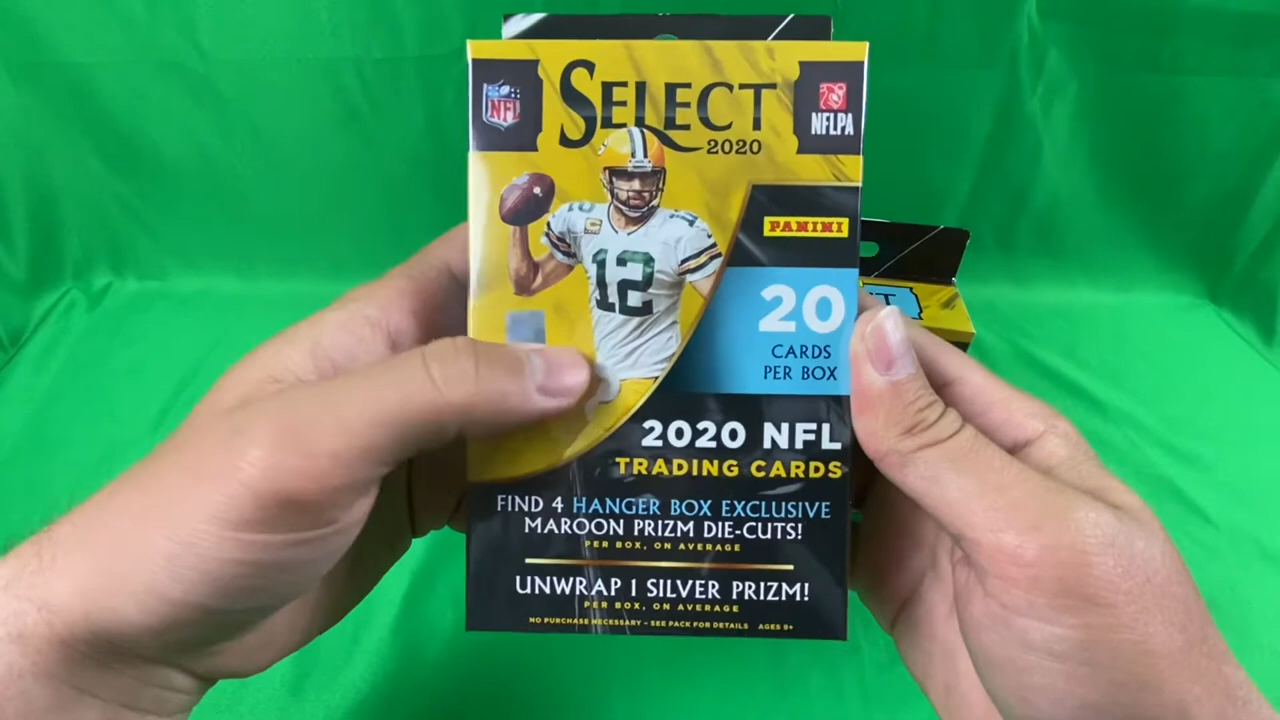 NFL
SELECT
2020
NFLPA
12
12
PANINI
20
CARDS
PER BOX
2020 NFL
TRADING CARDS
FIND 4 HANGER BOX EXCLUSIVE
MAROON PRIZM DIE-CUTS!
PER BOX, ON AVERAGE
UNWRAP 1 SILVER PRIZM!
PER BOX, ON AVERAGE
NO PURCHASE NECESSARY – SEE PACK FOR DETAILS AGES 9+